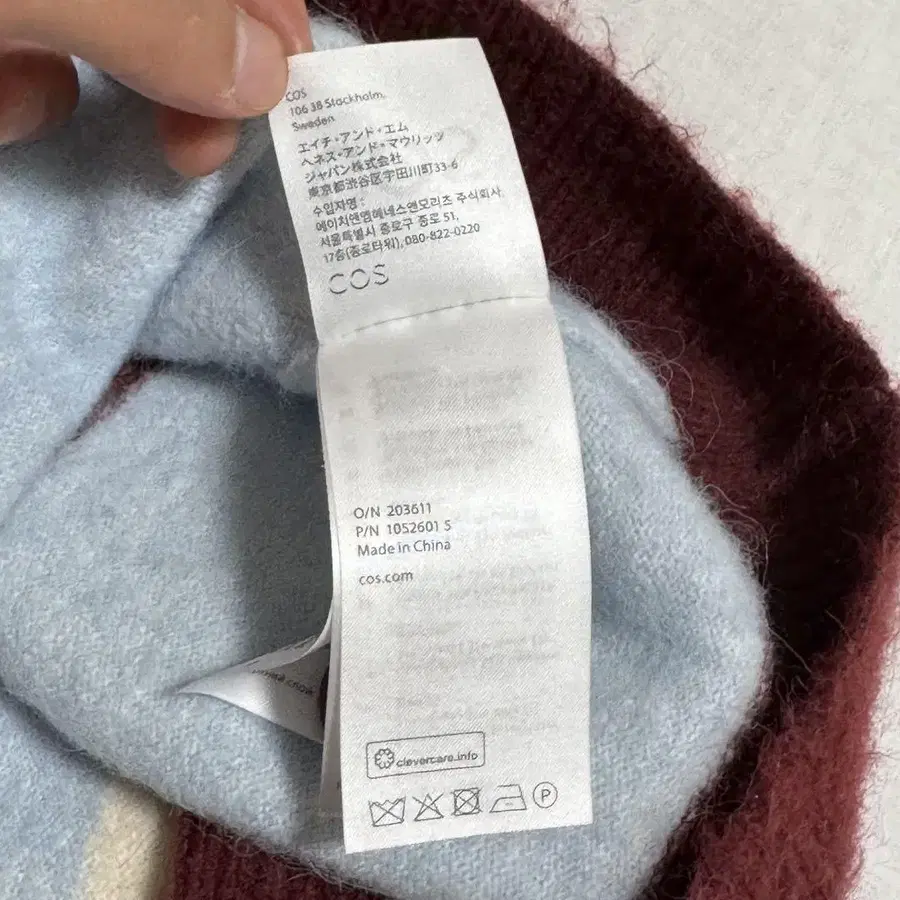 COS
106 38 Stockholm,
Sweden
エイチ・アンド・エム
ヘネス・アンド・マウリッツ
ジャパン株式会社
東京都渋谷区宇田川町33-6
수입자명 :
에이치앤엠헤네스앤모리츠 주식회사
서울특별시 종로구 종로 51,
17층(종로타워), 080-822-0220
COS
O/N 203611
P/N 1052601 S
Made in China
cos.com
clevercare.info
P